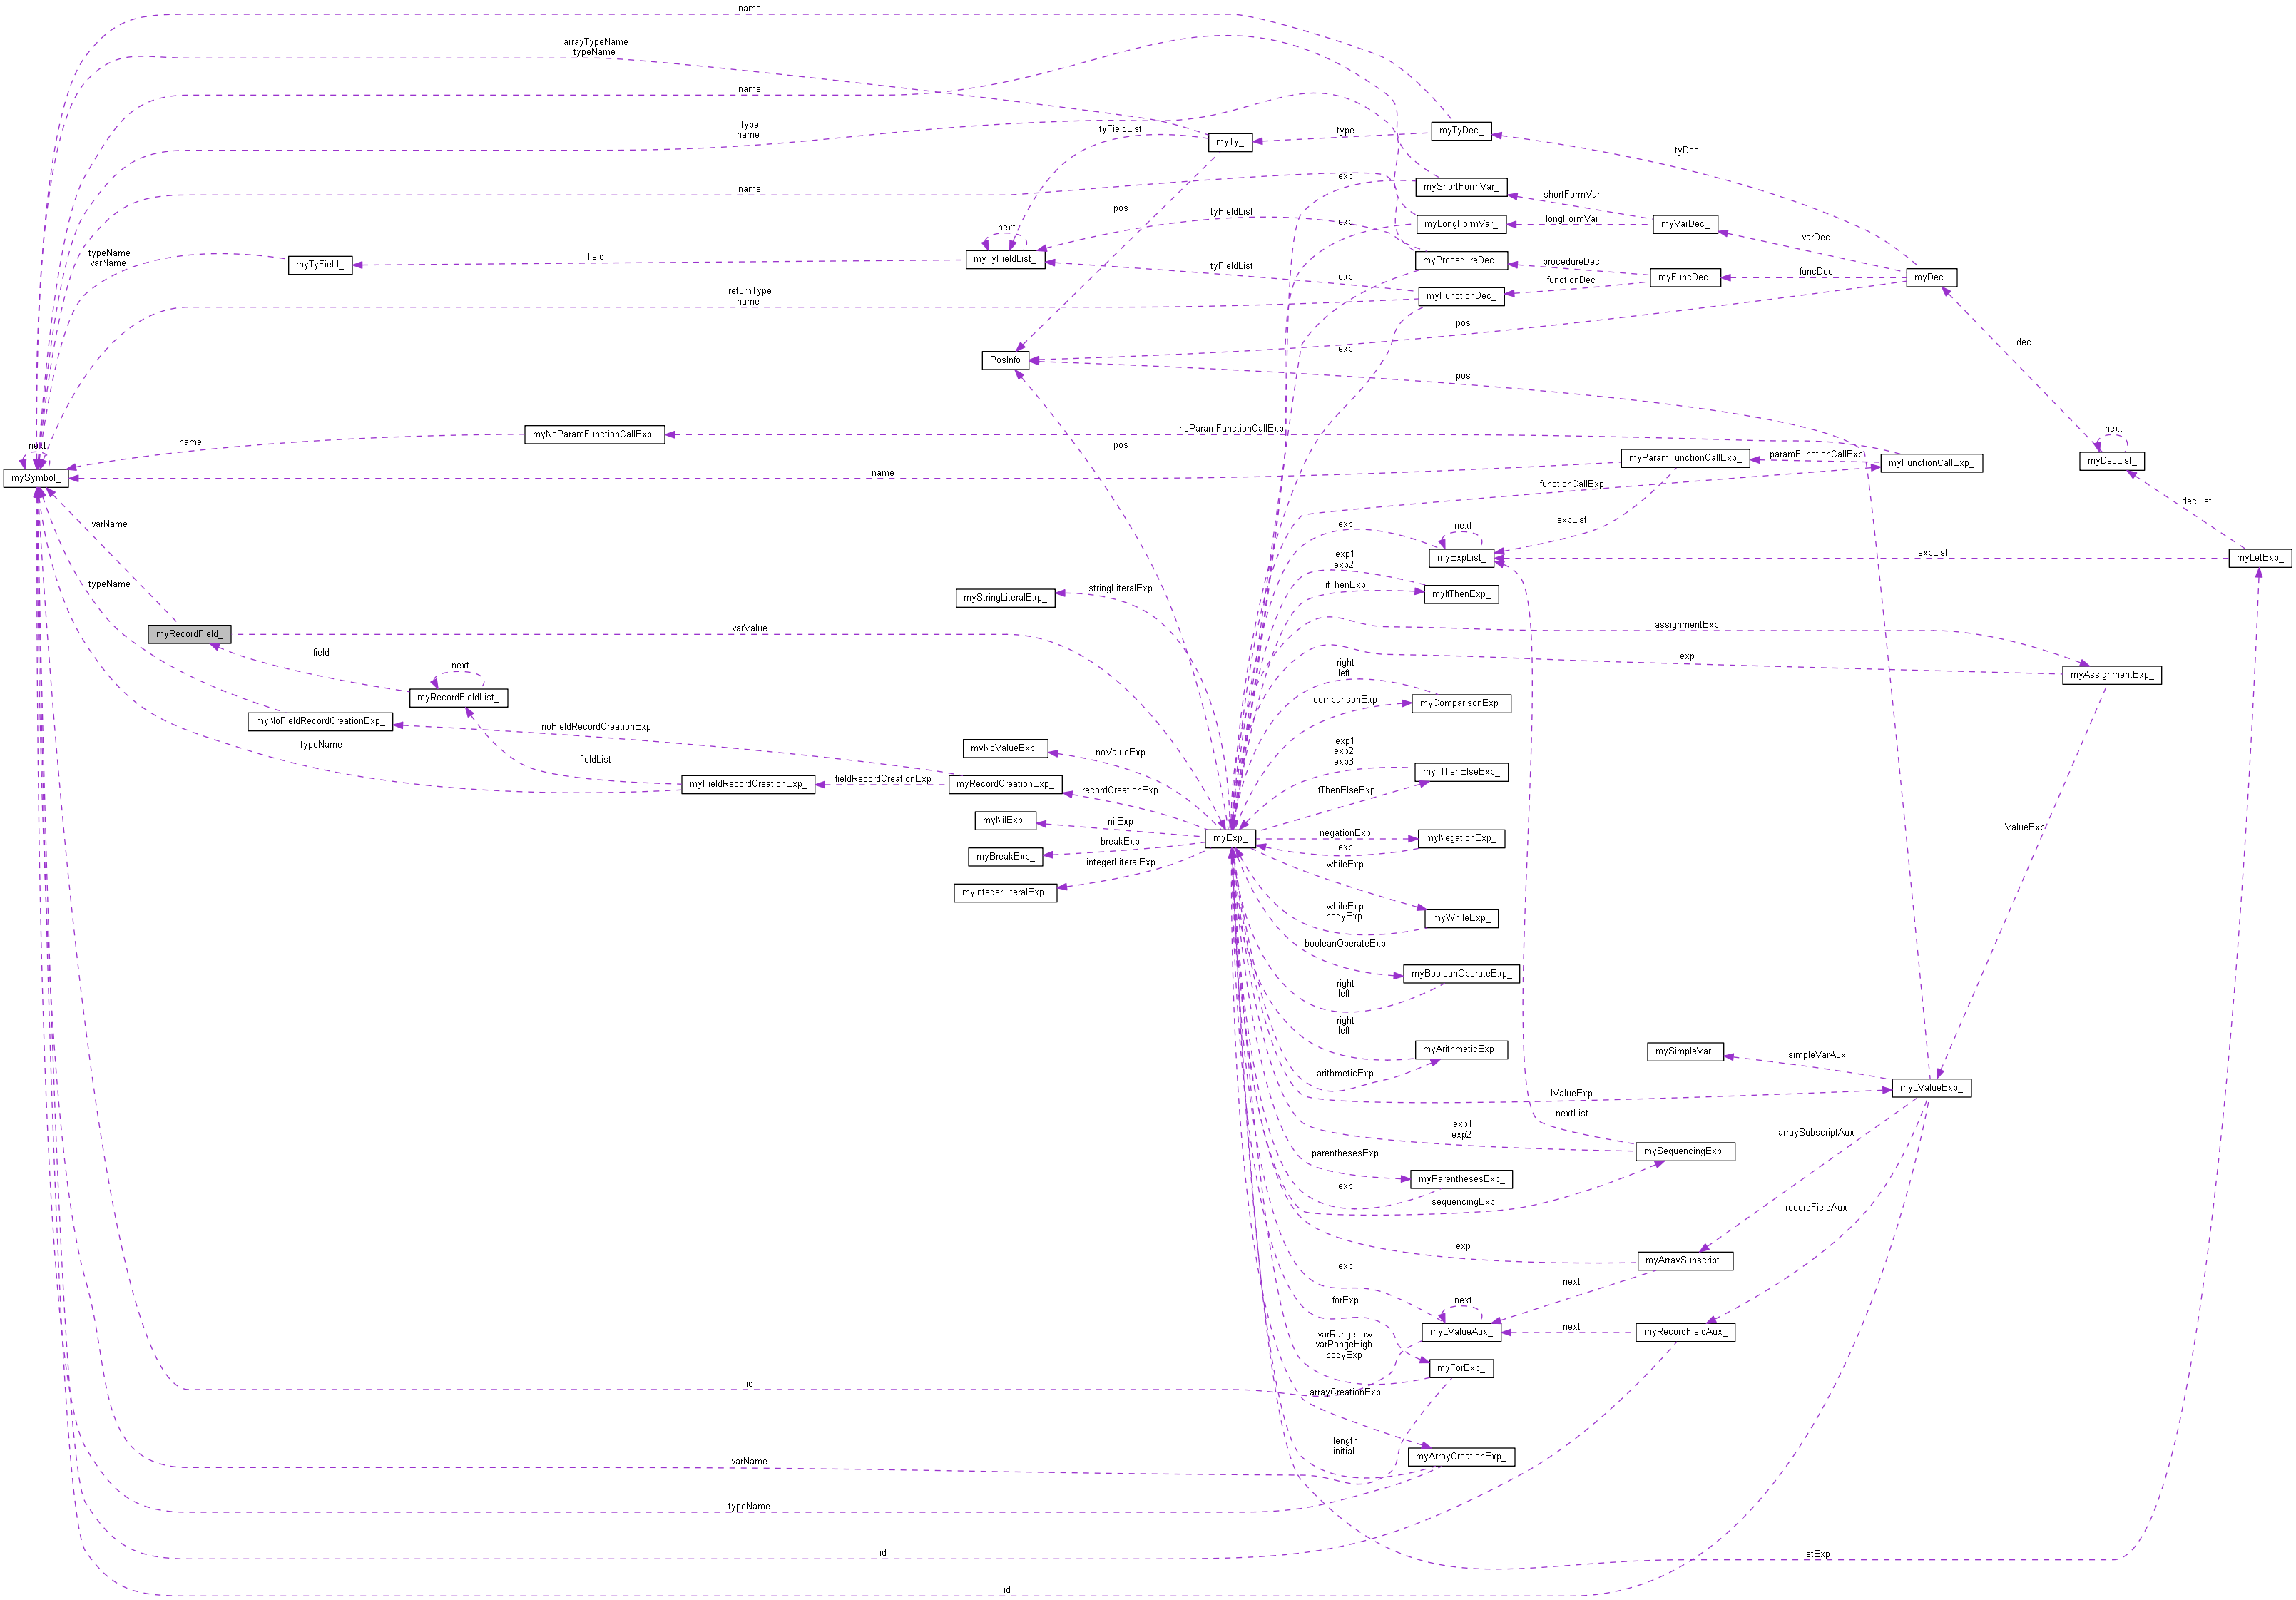 name
arrayTypeName
typeName
name
type
name
tyFieldList
myTy_
type
myTyDec_
tyDec
name
exp
myShortFormVar_
shortFormVar
pos
tyFieldList
exp
myLongFormVar_
longFormVar
myVarDec_
varDec
next
typeName
varName
myTyField_
field
myTyFieldList_
tyFieldList
exp
myProcedureDec_
procedureDec
functionDec
myFuncDec_
funcDec
myDec_
returnType
name
myFunctionDec_
pos
PosInfo
exp
dec
pos
name
myNoParamFunctionCallExp_
noParamFunctionCallExp
pos
next
next
mySymbol_
name
myParamFunctionCallExp_
paramFunctionCallExp
myFunctionCallExp_
myDecList_
functionCallExp
decList
varName
exp
next
expList
myExpList_
expList
myLetExp_
typeName
stringLiteralExp
myStringLiteralExp_
exp1
exp2
ifThenExp
myIfThenExp_
myRecordField_
varValue
assignmentExp
field
next
right
left
exp
myAssignmentExp_
myRecordFieldList_
comparisonExp
myComparisonExp_
myNoFieldRecordCreationExp_
noFieldRecordCreationExp
typeName
myNoValueExp_
noValueExp
exp1
exp2
exp3
fieldList
myIfThenElseExp_
myFieldRecordCreationExp_
fieldRecordCreationExp
myRecordCreationExp_
recordCreationExp
ifThenElseExp
myNilExp_
nilExp
lValueExp
myExp_
negationExp
myNegationExp_
breakExp
exp
myBreakExp_
integerLiteralExp
whileExp
myIntegerLiteralExp_
whileExp
bodyExp
myWhileExp_
booleanOperateExp
myBooleanOperateExp_
right
left
right
left
myArithmeticExp_
mySimpleVar_
simpleVarAux
arithmeticExp
myLValueExp_
lValueExp
nextList
exp1
exp2
arraySubscriptAux
parenthesesExp
mySequencingExp_
myParenthesesExp_
exp
sequencingExp
recordFieldAux
exp
myArraySubscript_
exp
next
forExp
next
varRangeLow
varRangeHigh
bodyExp
myLValueAux_
next
myRecordFieldAux_
myForExp_
id
arrayCreationExp
length
initial
myArrayCreationExp_
varName
typeName
id
letExp
id